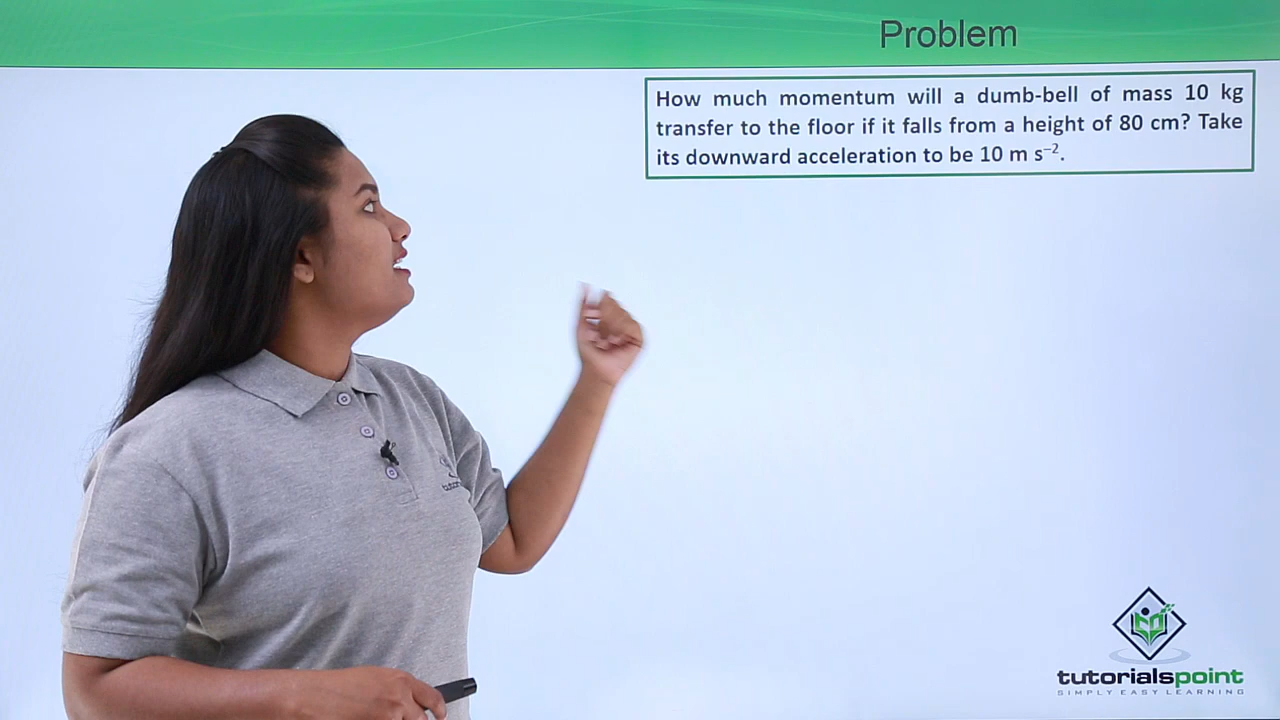 Problem
How much momentum will a dumb-bell of mass 10 kg
transfer to the floor if it falls from a height of 80 cm? Take
its downward acceleration to be 10 m s⁻².
tutorialspoint
SIMPLY EASY LEARNING